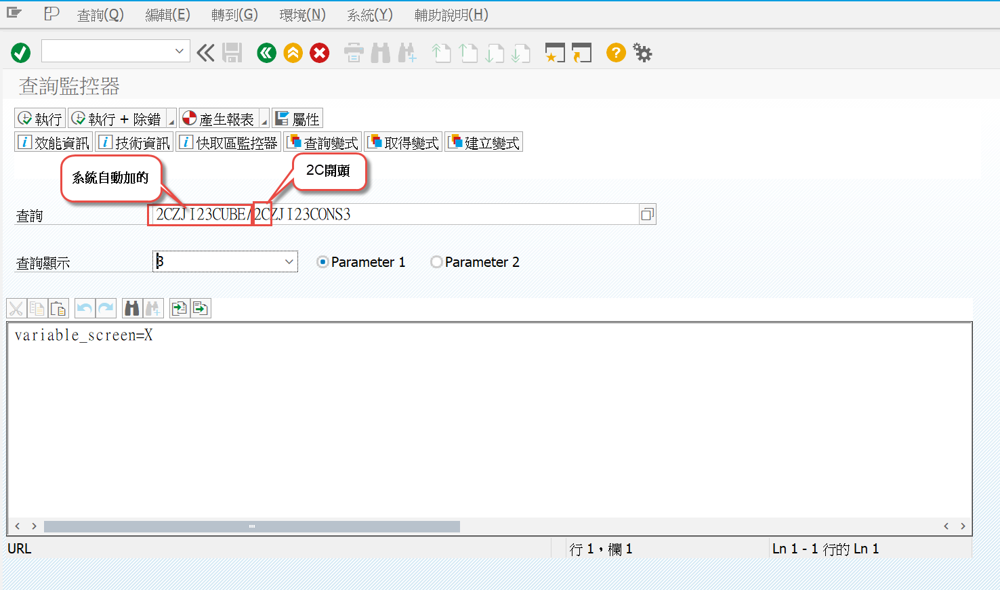 查詢(Q) 編輯(E) 轉到(G) 環境(N) 系統(Y) 輔助說明(H)
查詢監控器
執行 執行 + 除錯 產生報表 屬性
效能資訊 技術資訊 快取區監控器 查詢變式 取得變式 建立變式
系統自動加的
2C開頭
查詢 2CZJI23CUBE/2CZJI23CONS3
查詢顯示 3 Parameter 1 Parameter 2
variable_screen=X
URL 行 1，欄 1 Ln 1 - 1 行的 Ln 1